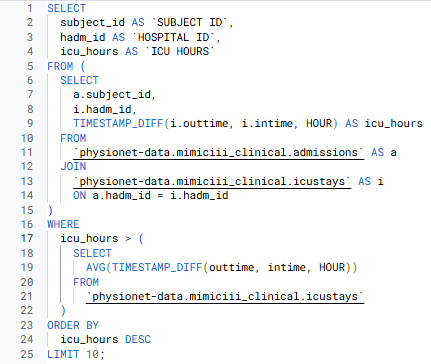 1 SELECT
2   subject_id AS `SUBJECT ID`,
3   hadm_id AS `HOSPITAL ID`,
4   icu_hours AS `ICU HOURS`
5 FROM (
6   SELECT
7     a.subject_id,
8     i.hadm_id,
9     TIMESTAMP_DIFF(i.outtime, i.intime, HOUR) AS icu_hours
10   FROM
11     `physionet-data.mimiciii_clinical.admissions` AS a
12   JOIN
13     `physionet-data.mimiciii_clinical.icustays` AS i
14     ON a.hadm_id = i.hadm_id
15 )
16 WHERE
17   icu_hours > (
18     SELECT
19       AVG(TIMESTAMP_DIFF(outtime, intime, HOUR))
20     FROM
21       `physionet-data.mimiciii_clinical.icustays`
22   )
23 ORDER BY
24   icu_hours DESC
25 LIMIT 10;